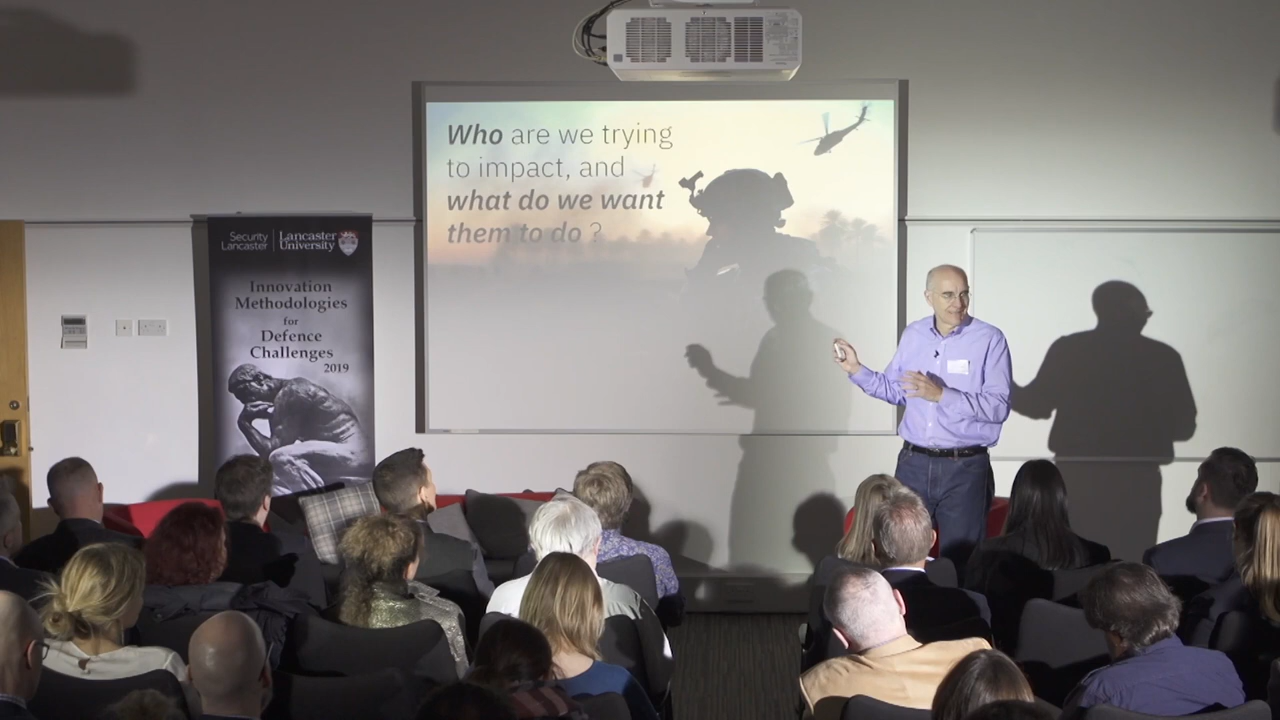 Who are we trying
to impact, and
what do we want
them to do ?
Security
Lancaster
Lancaster
University
Innovation
Methodologies
for
Defence
Challenges
2019